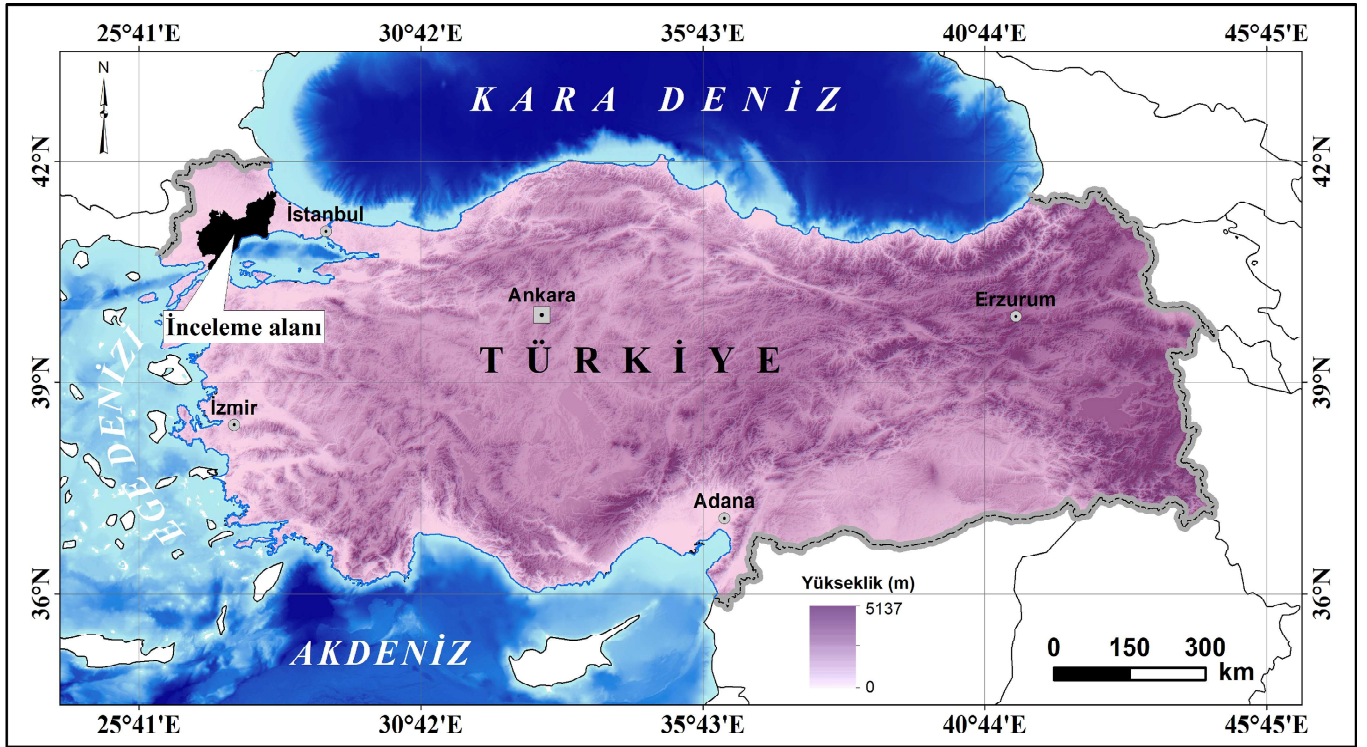 25°41'E 30°42'E 35°43'E 40°44'E 45°45'E
N
KARA DENİZ
42°N 42°N
İstanbul
Ankara
Erzurum
İnceleme alanı
TÜRKİYE
39°N 39°N
EGE DENİZİ
İzmir
Adana
Yükseklik (m)
5137
0
36°N 36°N
AKDENİZ
0 150 300
km
25°41'E 30°42'E 35°43'E 40°44'E 45°45'E